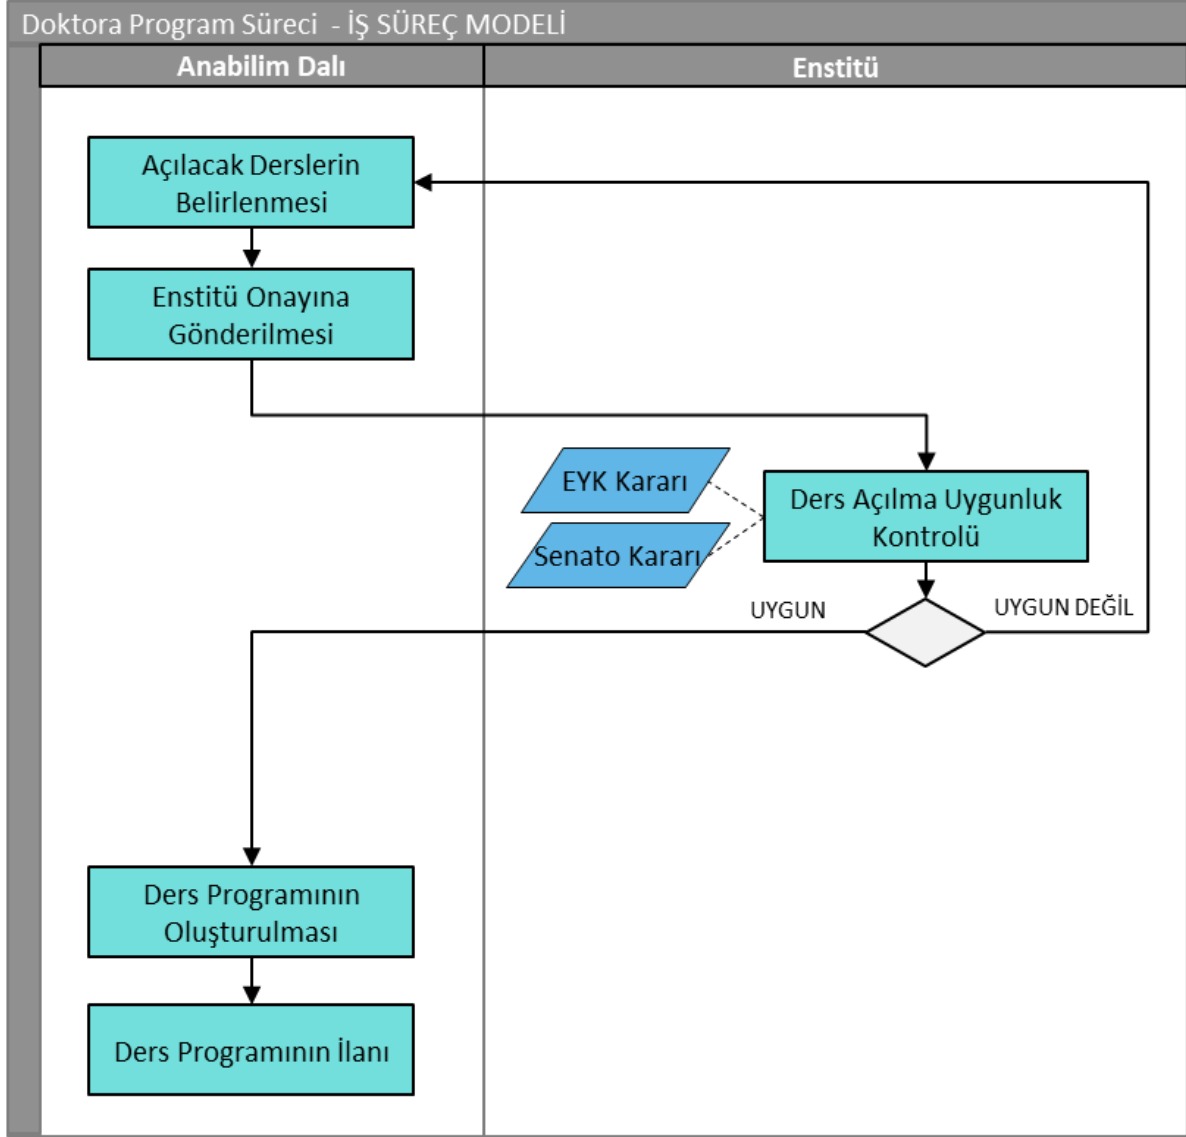 Doktora Program Süreci - İŞ SÜREÇ MODELİ
Anabilim Dalı
Enstitü
Açılacak Derslerin
Belirlenmesi
Enstitü Onayına
Gönderilmesi
EYK Kararı
Senato Kararı
Ders Açılma Uygunluk
Kontrolü
UYGUN
UYGUN DEĞİL
Ders Programının
Oluşturulması
Ders Programının İlanı